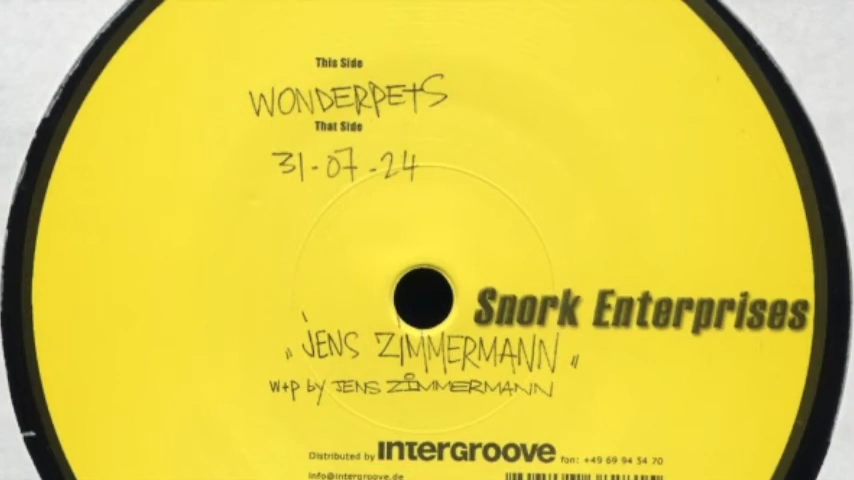 This Side
WONDERPETS
That Side
31-07-24
Snork Enterprises
"JENS ZIMMERMANN"
w+p by JENS ZIMMERMANN
Distributed by INTERGROOVE fon: +49 69 94 54 70
info@intergroove.de